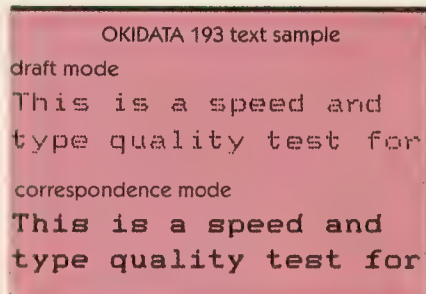 OKIDATA 193 text sample
draft mode
This is a speed and
type quality test for
correspondence mode
This is a speed and
type quality test for